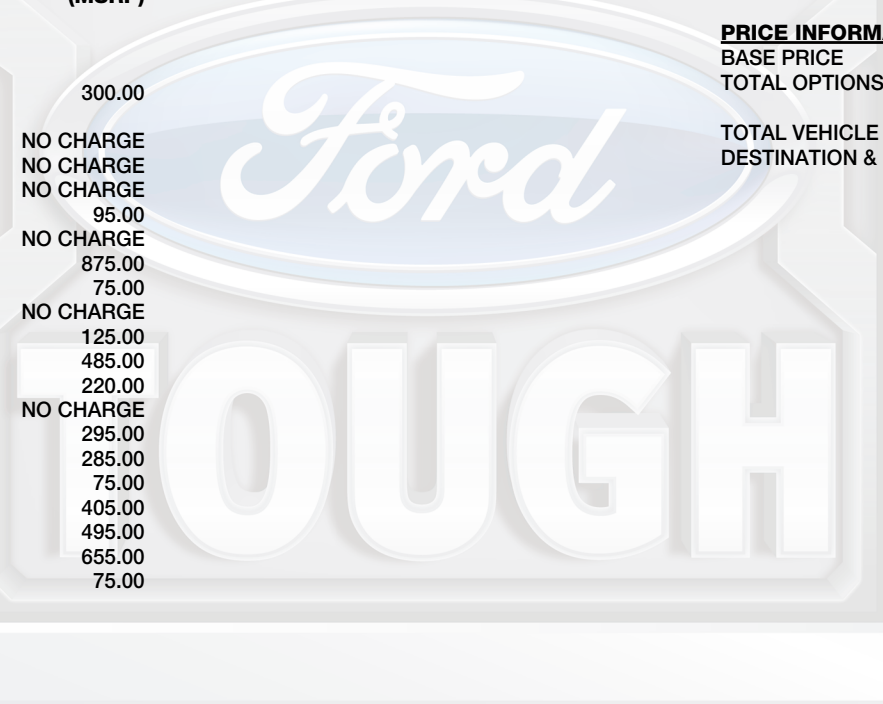 (MSRP)
300.00
NO CHARGE
NO CHARGE
NO CHARGE
95.00
NO CHARGE
875.00
75.00
NO CHARGE
125.00
485.00
220.00
NO CHARGE
295.00
285.00
75.00
405.00
495.00
655.00
75.00
PRICE INFORMA
BASE PRICE
TOTAL OPTIONS
TOTAL VEHICLE
DESTINATION &
Ford
TOUGH